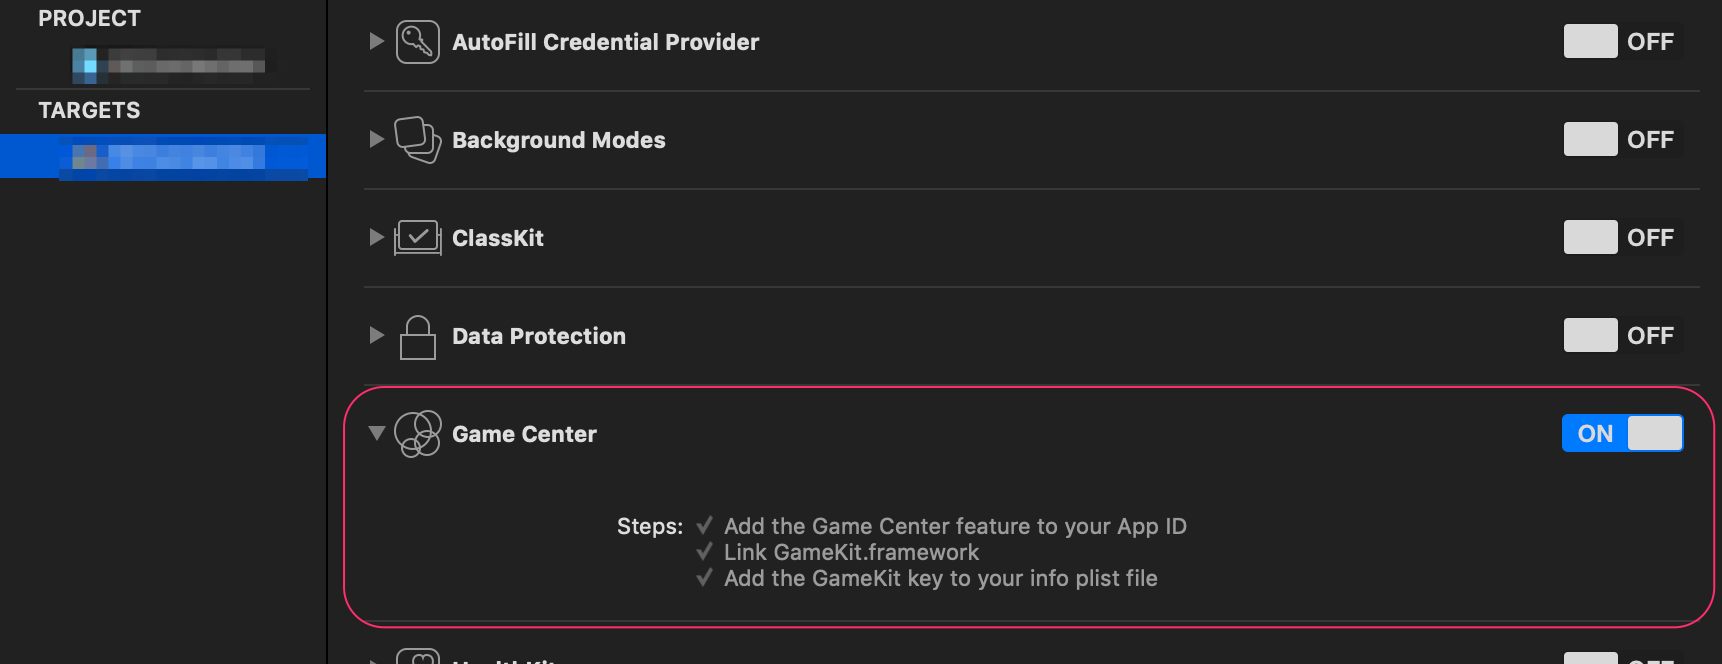 PROJECT
TARGETS
AutoFill Credential Provider OFF
Background Modes OFF
ClassKit OFF
Data Protection OFF
Game Center ON
Steps: ✓ Add the Game Center feature to your App ID
✓ Link GameKit.framework
✓ Add the GameKit key to your info plist file
HealthKit OFF